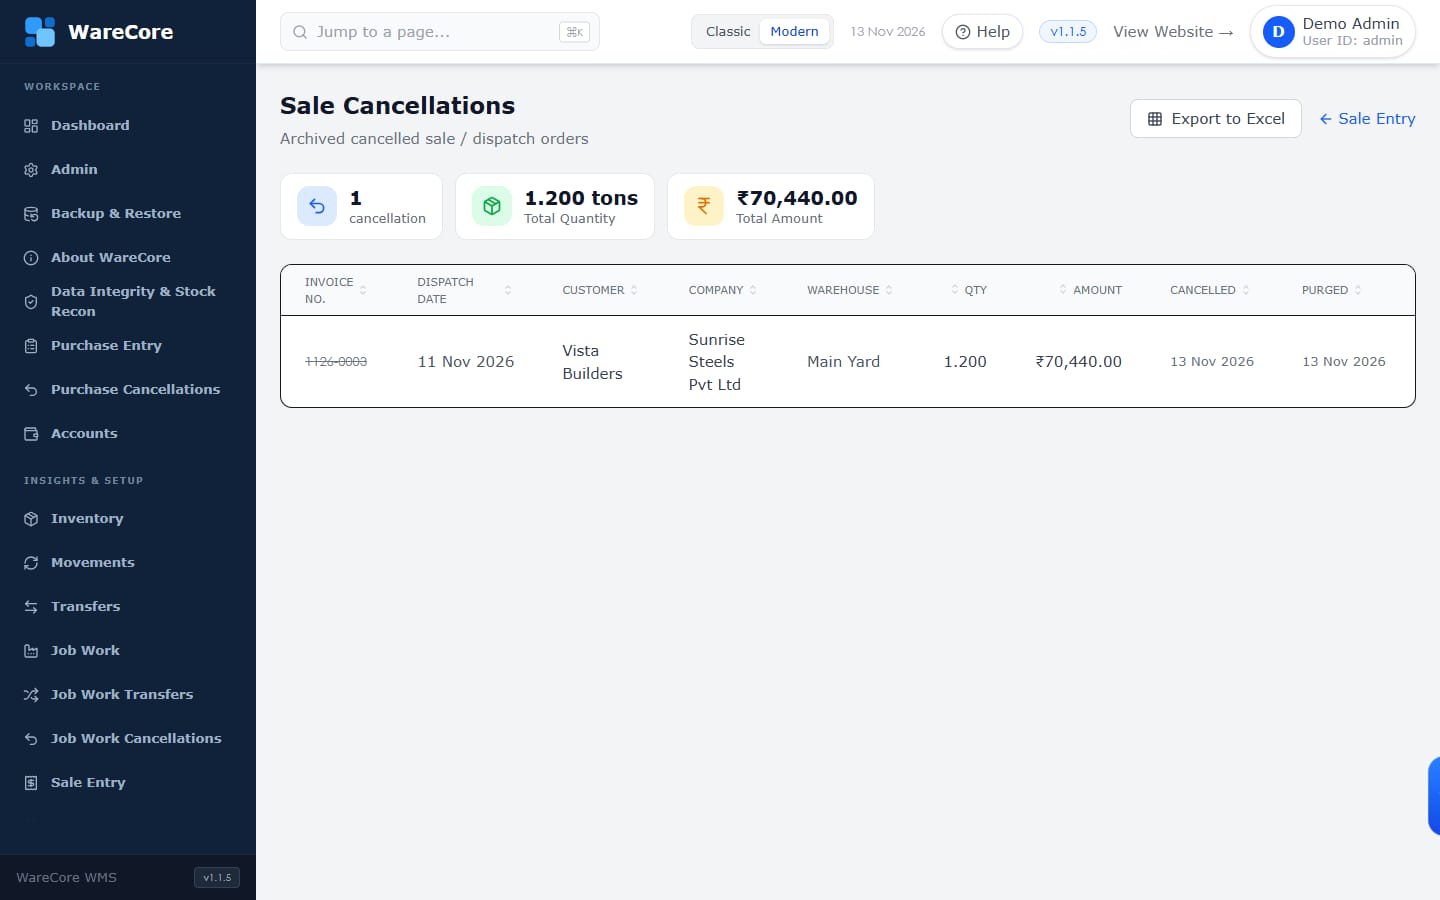 WareCore
Jump to a page...
⌘K
Classic
Modern
13 Nov 2026
Help
v1.1.5
View Website →
D
Demo Admin
User ID: admin
WORKSPACE
Dashboard
Admin
Backup & Restore
About WareCore
Data Integrity & Stock
Recon
Purchase Entry
Purchase Cancellations
Accounts
INSIGHTS & SETUP
Inventory
Movements
Transfers
Job Work
Job Work Transfers
Job Work Cancellations
Sale Entry
WareCore WMS
v1.1.5
Sale Cancellations
Archived cancelled sale / dispatch orders
Export to Excel
← Sale Entry
1
cancellation
1.200 tons
Total Quantity
₹
₹70,440.00
Total Amount
INVOICE
NO.
DISPATCH
DATE
CUSTOMER
COMPANY
WAREHOUSE
QTY
AMOUNT
CANCELLED
PURGED
1126-0003
11 Nov 2026
Vista
Builders
Sunrise
Steels
Pvt Ltd
Main Yard
1.200
₹70,440.00
13 Nov 2026
13 Nov 2026